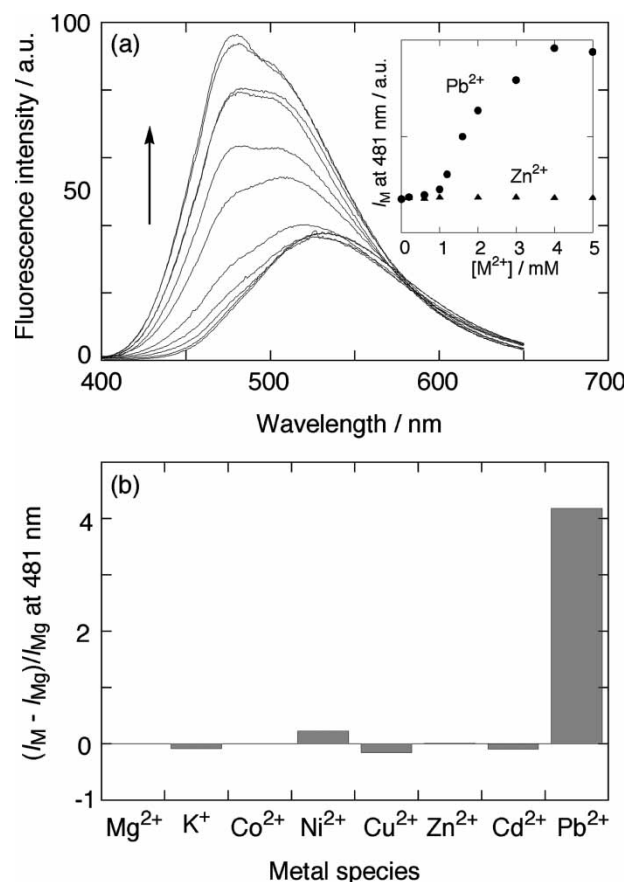 (a)
100
50
0
400
500
600
700
Fluorescence intensity / a.u.
Wavelength / nm
I_M at 481 nm / a.u.
Pb²⁺
Zn²⁺
0 1 2 3 4 5
[M²⁺] / mM
(b)
4
2
0
-1
(I_M - I_Mg)/I_Mg at 481 nm
Mg²⁺ K⁺ Co²⁺ Ni²⁺ Cu²⁺ Zn²⁺ Cd²⁺ Pb²⁺
Metal species